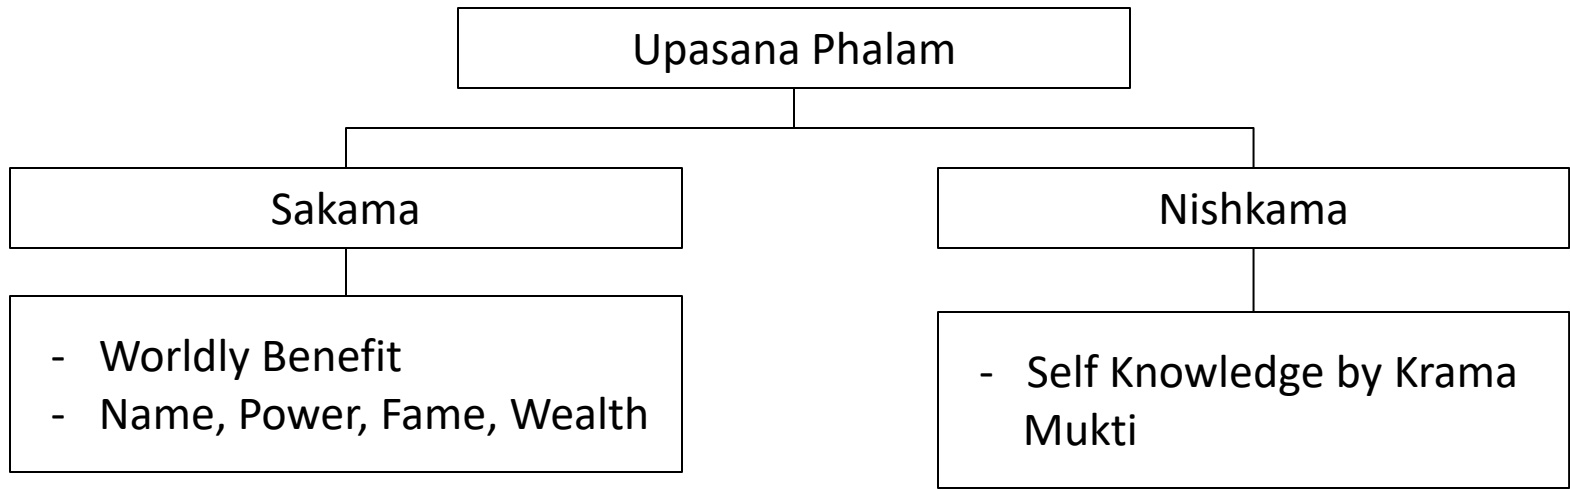 Upasana Phalam
Sakama
Nishkama
- Worldly Benefit
- Name, Power, Fame, Wealth
- Self Knowledge by Krama
Mukti